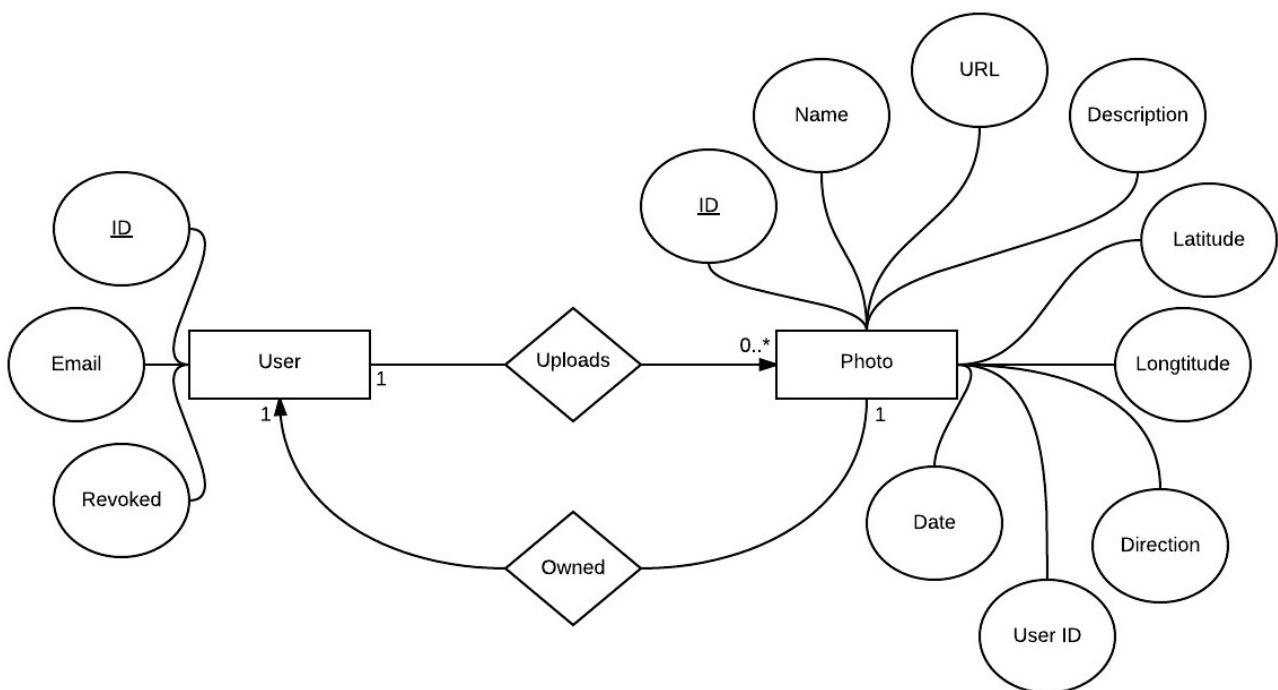 URL
Name
Description
ID
ID
Latitude
0..*
User
Uploads
Photo
Email
Longtitude
1
1
1
Revoked
Date
Direction
Owned
User ID